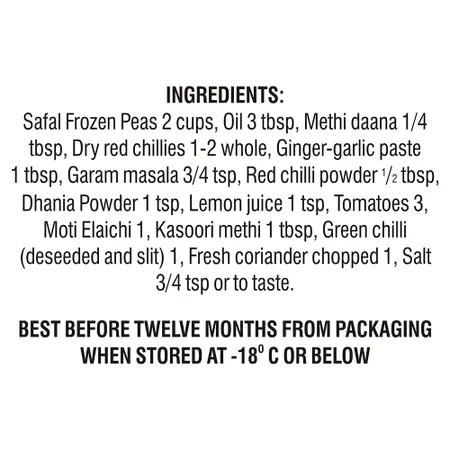 INGREDIENTS:
Safal Frozen Peas 2 cups, Oil 3 tbsp, Methi daana 1/4
tbsp, Dry red chillies 1-2 whole, Ginger-garlic paste
1 tbsp, Garam masala 3/4 tsp, Red chilli powder 1/2 tbsp,
Dhania Powder 1 tsp, Lemon juice 1 tsp, Tomatoes 3,
Moti Elaichi 1, Kasoori methi 1 tbsp, Green chilli
(deseeded and slit) 1, Fresh coriander chopped 1, Salt
3/4 tsp or to taste.
BEST BEFORE TWELVE MONTHS FROM PACKAGING
WHEN STORED AT -18⁰ C OR BELOW